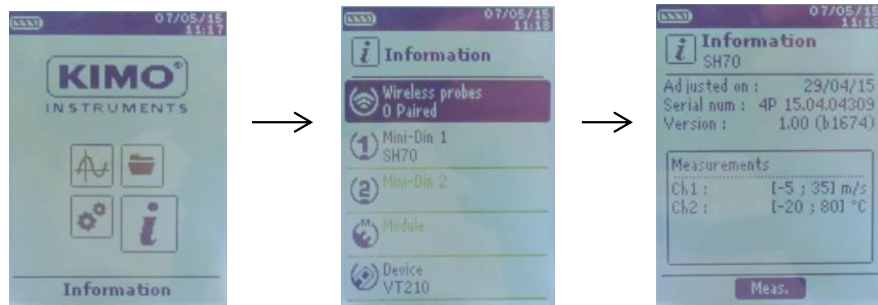 07/05/15
11:17
KIMO®
INSTRUMENTS
Information
07/05/15
11:18
Information
Wireless probes
0 Paired
Mini-Din 1
SH70
Mini-Din 2
Module
Device
VT210
07/05/15
11:18
Information
SH70
Adjusted on : 29/04/15
Serial num : 4P 15.04.04309
Version : 1.00 (b1674)
Measurements
Ch1 : [-5 ; 35] m/s
Ch2 : [-20 ; 80] °C
Meas.